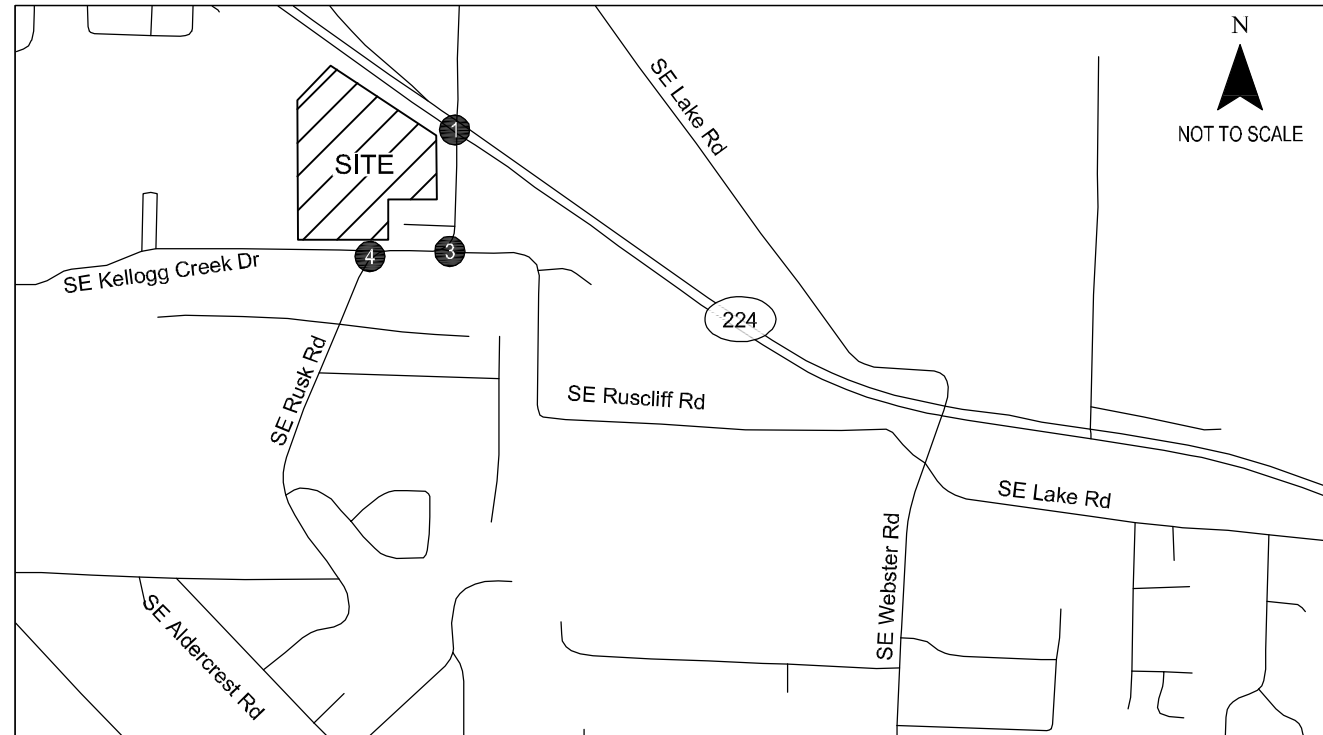 N
NOT TO SCALE
SE Lake Rd
1
SITE
4
3
SE Kellogg Creek Dr
224
SE Rusk Rd
SE Ruscliff Rd
SE Lake Rd
SE Webster Rd
SE Aldercrest Rd